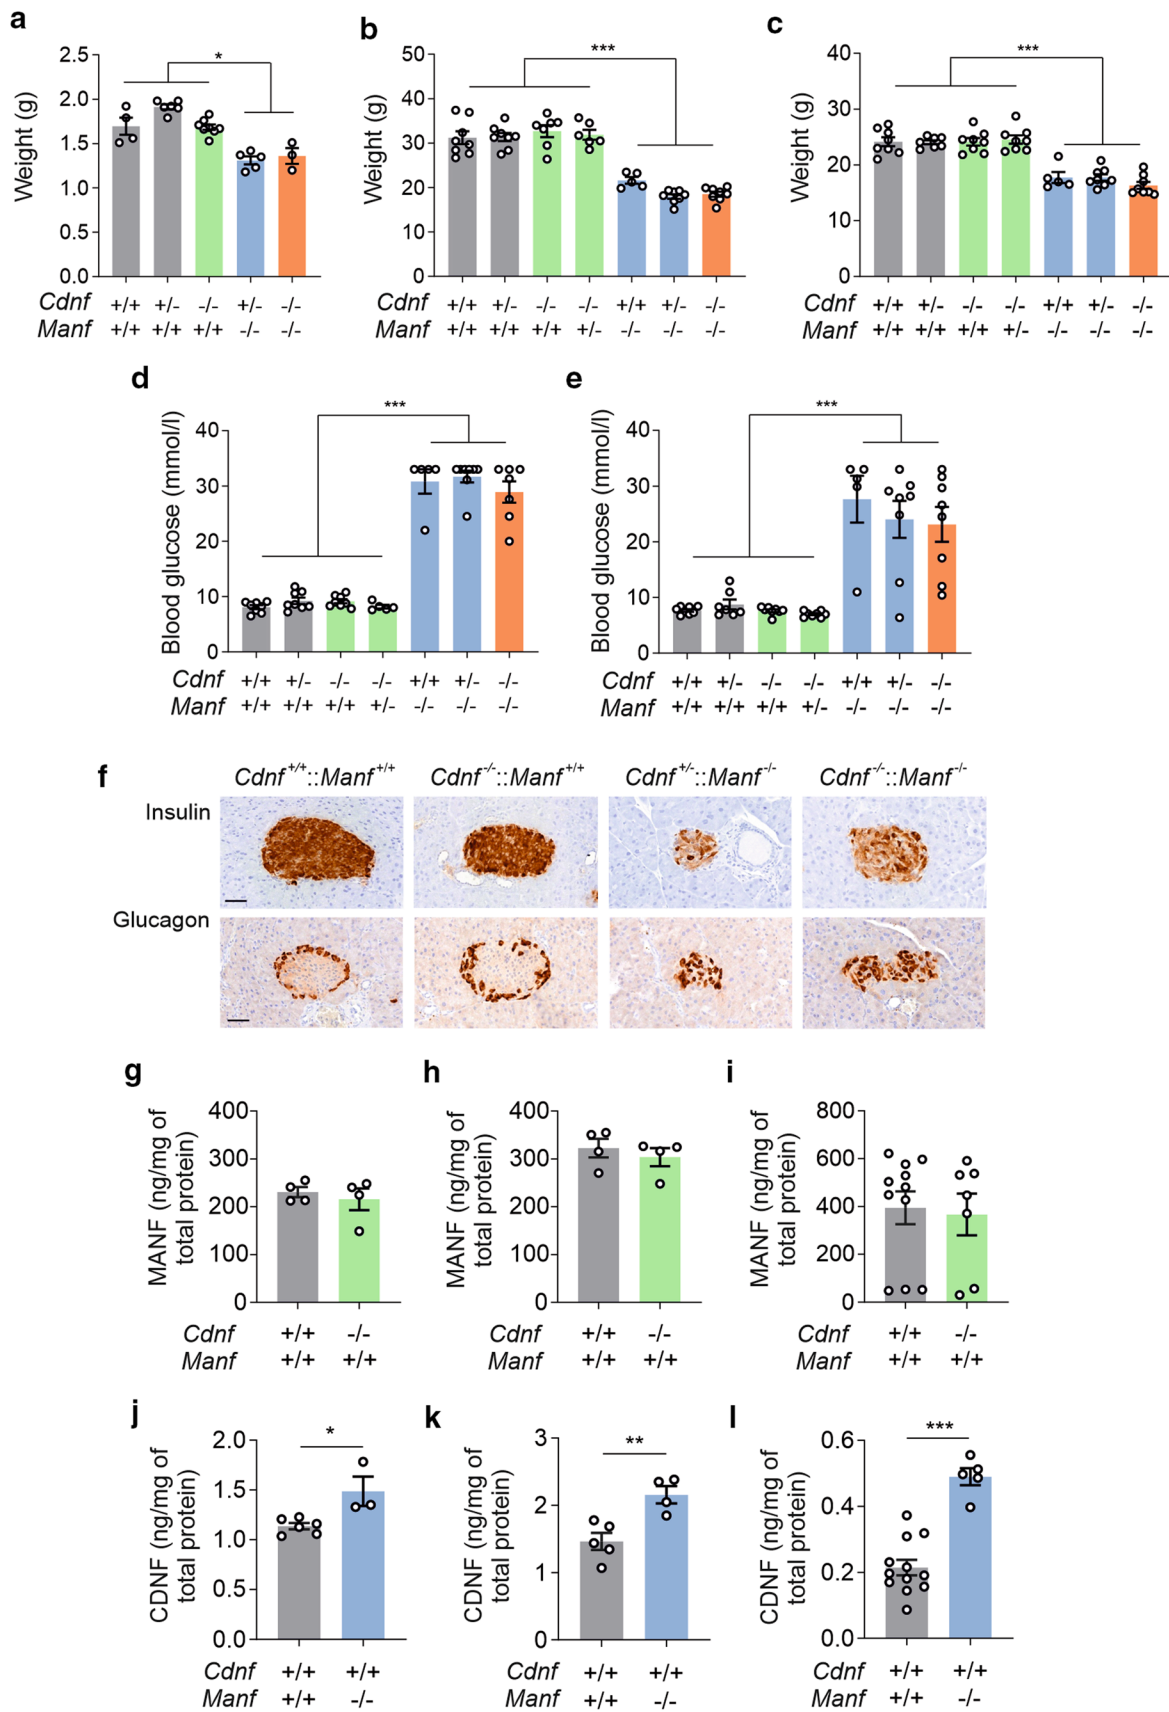 a
b
c
Weight (g)
2.5
2.0
1.5
1.0
0.5
0.0
*
Cdnf +/+ +/- -/- +/- -/-
Manf +/+ +/+ +/+ -/- -/-
Weight (g)
50
40
30
20
10
0
***
Cdnf +/+ +/- -/- -/- +/+ +/- -/-
Manf +/+ +/+ +/+ +/- -/- -/- -/-
Weight (g)
40
30
20
10
0
***
Cdnf +/+ +/- -/- -/- +/+ +/- -/-
Manf +/+ +/+ +/+ +/- -/- -/- -/-
d
e
Blood glucose (mmol/l)
40
30
20
10
0
***
Cdnf +/+ +/- -/- -/- +/+ +/- -/-
Manf +/+ +/+ +/+ +/- -/- -/- -/-
Blood glucose (mmol/l)
40
30
20
10
0
***
Cdnf +/+ +/- -/- -/- +/+ +/- -/-
Manf +/+ +/+ +/+ +/- -/- -/- -/-
f
Cdnf+/+::Manf+/+ Cdnf-/-::Manf+/+ Cdnf+/-::Manf-/- Cdnf-/-::Manf-/-
Insulin
Glucagon
g
h
i
MANF (ng/mg of
total protein)
400
300
200
100
0
Cdnf +/+ -/-
Manf +/+ +/+
MANF (ng/mg of
total protein)
400
300
200
100
0
Cdnf +/+ -/-
Manf +/+ +/+
MANF (ng/mg of
total protein)
800
600
400
200
0
Cdnf +/+ -/-
Manf +/+ +/+
j
k
l
CDNF (ng/mg of
total protein)
2.0
1.5
1.0
0.5
0.0
*
Cdnf +/+ +/+
Manf +/+ -/-
CDNF (ng/mg of
total protein)
3
2
1
0
**
Cdnf +/+ +/+
Manf +/+ -/-
CDNF (ng/mg of
total protein)
0.6
0.4
0.2
0.0
***
Cdnf +/+ +/+
Manf +/+ -/-